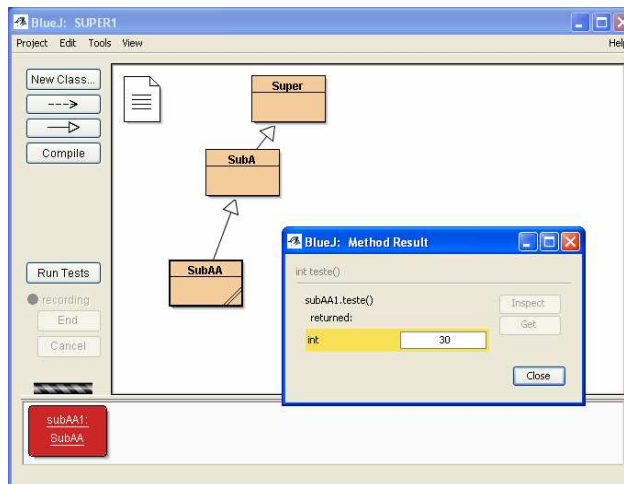 BlueJ: SUPER1
Project Edit Tools View Help
New Class...
Compile
Run Tests
recording
End
Cancel
Super
SubA
SubAA
BlueJ: Method Result
int teste()
subAA1.teste()
returned:
int 30
Inspect
Get
Close
subAA1:
SubAA